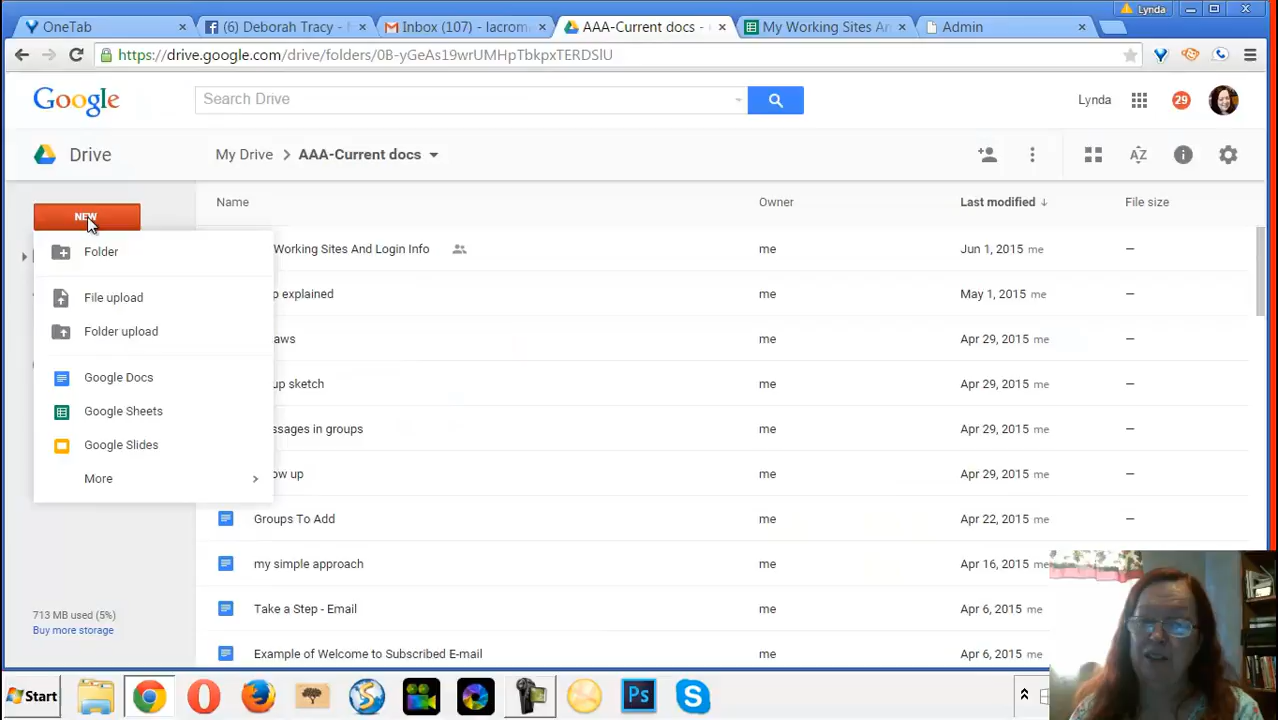 Lynda
OneTab
(6) Deborah Tracy -
Inbox (107) - lacrom
AAA-Current docs -
My Working Sites An
Admin
https://drive.google.com/drive/folders/0B-yGeAs19wrUMHpTbkpxTERDSlU
Google
Search Drive
Lynda
29
Drive
My Drive > AAA-Current docs
AZ
NEW
Name Owner Last modified File size
Folder
Working Sites And Login Info me Jun 1, 2015 me —
File upload
p explained me May 1, 2015 me —
Folder upload
aws me Apr 29, 2015 me
Google Docs
up sketch me Apr 29, 2015 me —
Google Sheets
ssages in groups me Apr 29, 2015 me —
Google Slides
ow up me Apr 29, 2015 me —
More >
Groups To Add me Apr 22, 2015 me —
my simple approach me Apr 16, 2015 me
Take a Step - Email me Apr 6, 2015 me
Example of Welcome to Subscribed E-mail me Apr 6, 2015 me
713 MB used (5%)
Buy more storage
Start
Ps